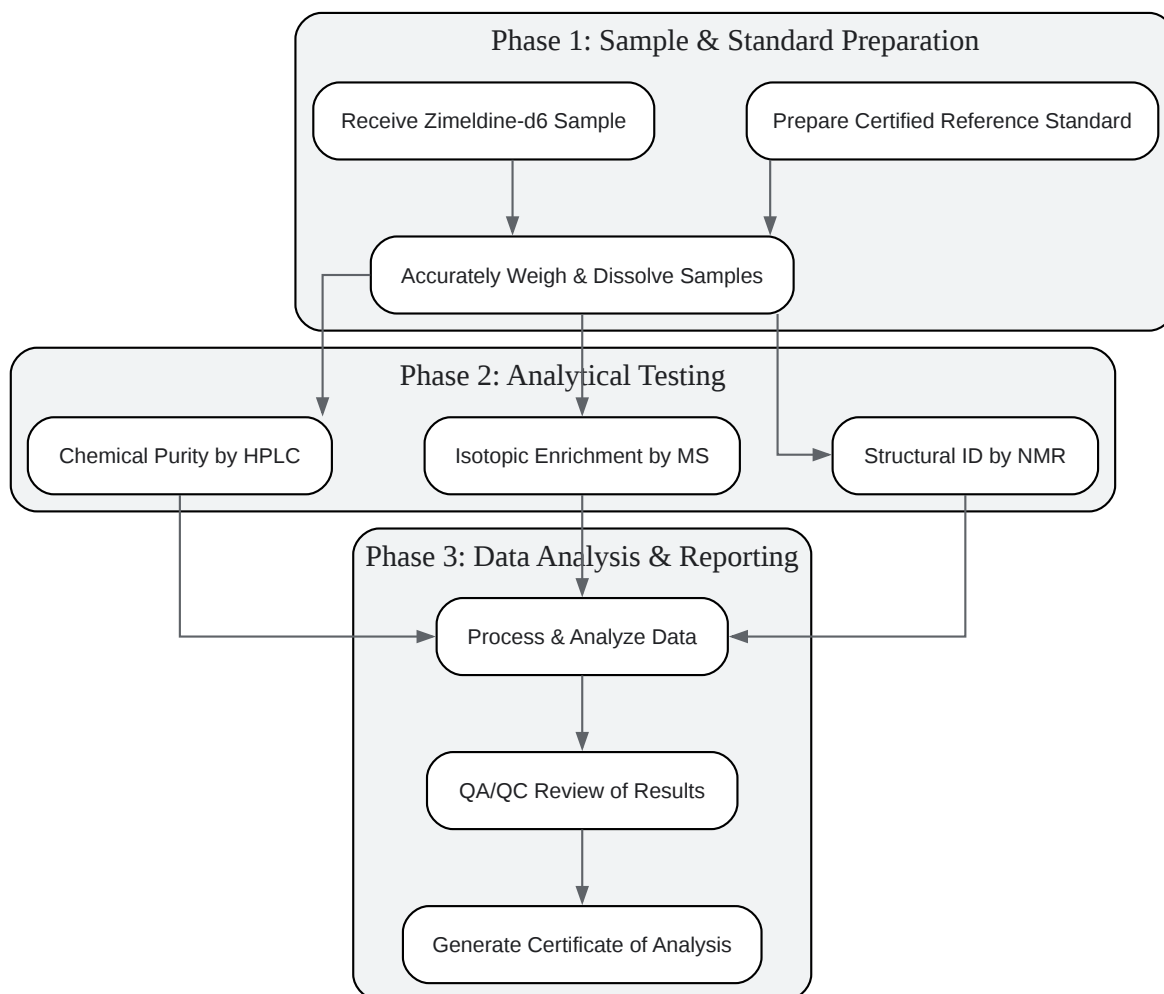 Phase 1: Sample & Standard Preparation
Receive Zimeldine-d6 Sample
Prepare Certified Reference Standard
Accurately Weigh & Dissolve Samples
Phase 2: Analytical Testing
Chemical Purity by HPLC
Isotopic Enrichment by MS
Structural ID by NMR
Phase 3: Data Analysis & Reporting
Process & Analyze Data
QA/QC Review of Results
Generate Certificate of Analysis